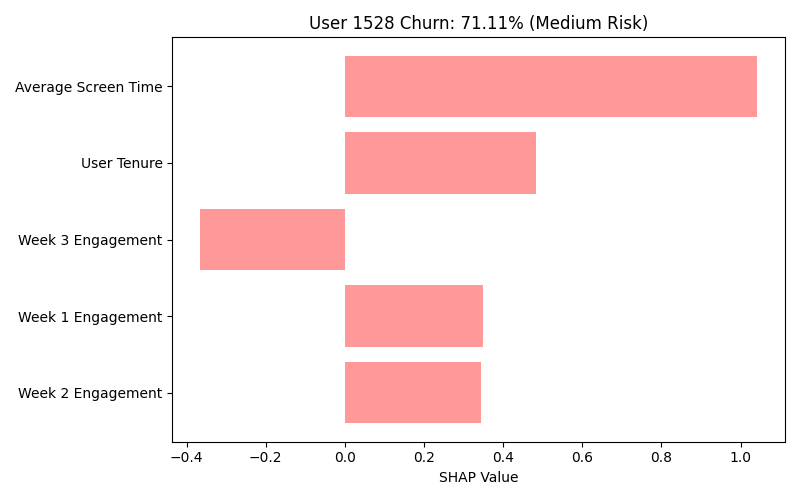 User 1528 Churn: 71.11% (Medium Risk)
Average Screen Time
User Tenure
Week 3 Engagement
Week 1 Engagement
Week 2 Engagement
−0.4 −0.2 0.0 0.2 0.4 0.6 0.8 1.0
SHAP Value